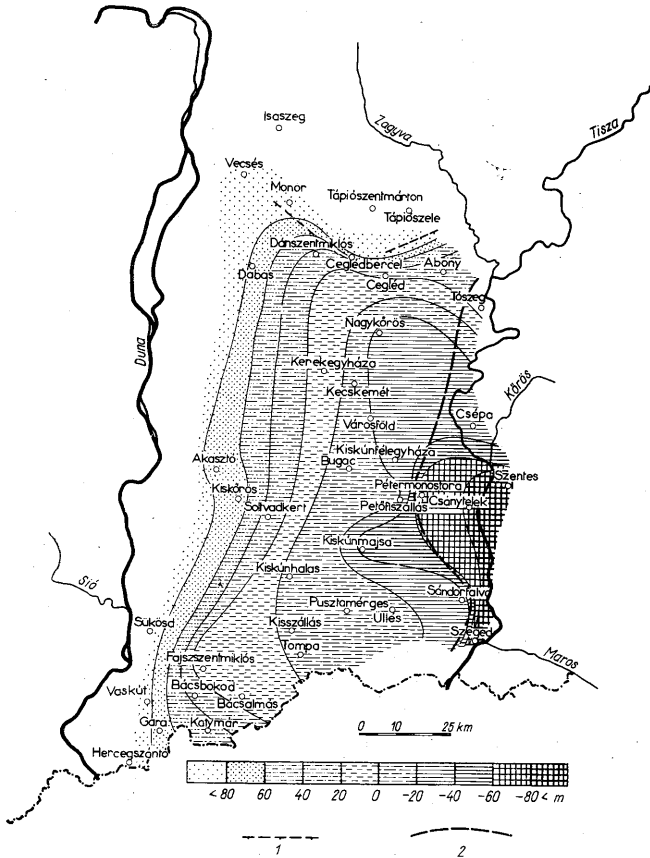 Isaszeg
Zagyva
Tisza
Vecsés
Monor
Tápiószentmárton
Tápiószele
Dánszentmiklós
Ceglédbercel
Abony
Dabas
Cegléd
Tószeg
Nagykőrös
Duna
Kerekegyháza
Körös
Kecskemét
Városföld
Csépa
Kiskunfélegyháza
Akasztó
Bugac
Szentes
Kiskőrös
Pétermonostora
Soltvadkert
Petőfiszállás
Csanytelek
Kiskunmajsa
Kiskunhalas
Sió
Sándorfalva
Pusztamérges
Üllés
Sükösd
Kisszállás
Szeged
Tompa
Maros
Fajszszentmiklós
Vaskút
Bácsbokod
Bácsalmás
Gara
Katymár
Hercegszántó
0 10 25 km
< 80 60 40 20 0 -20 -40 -60 -80 < m
1 2